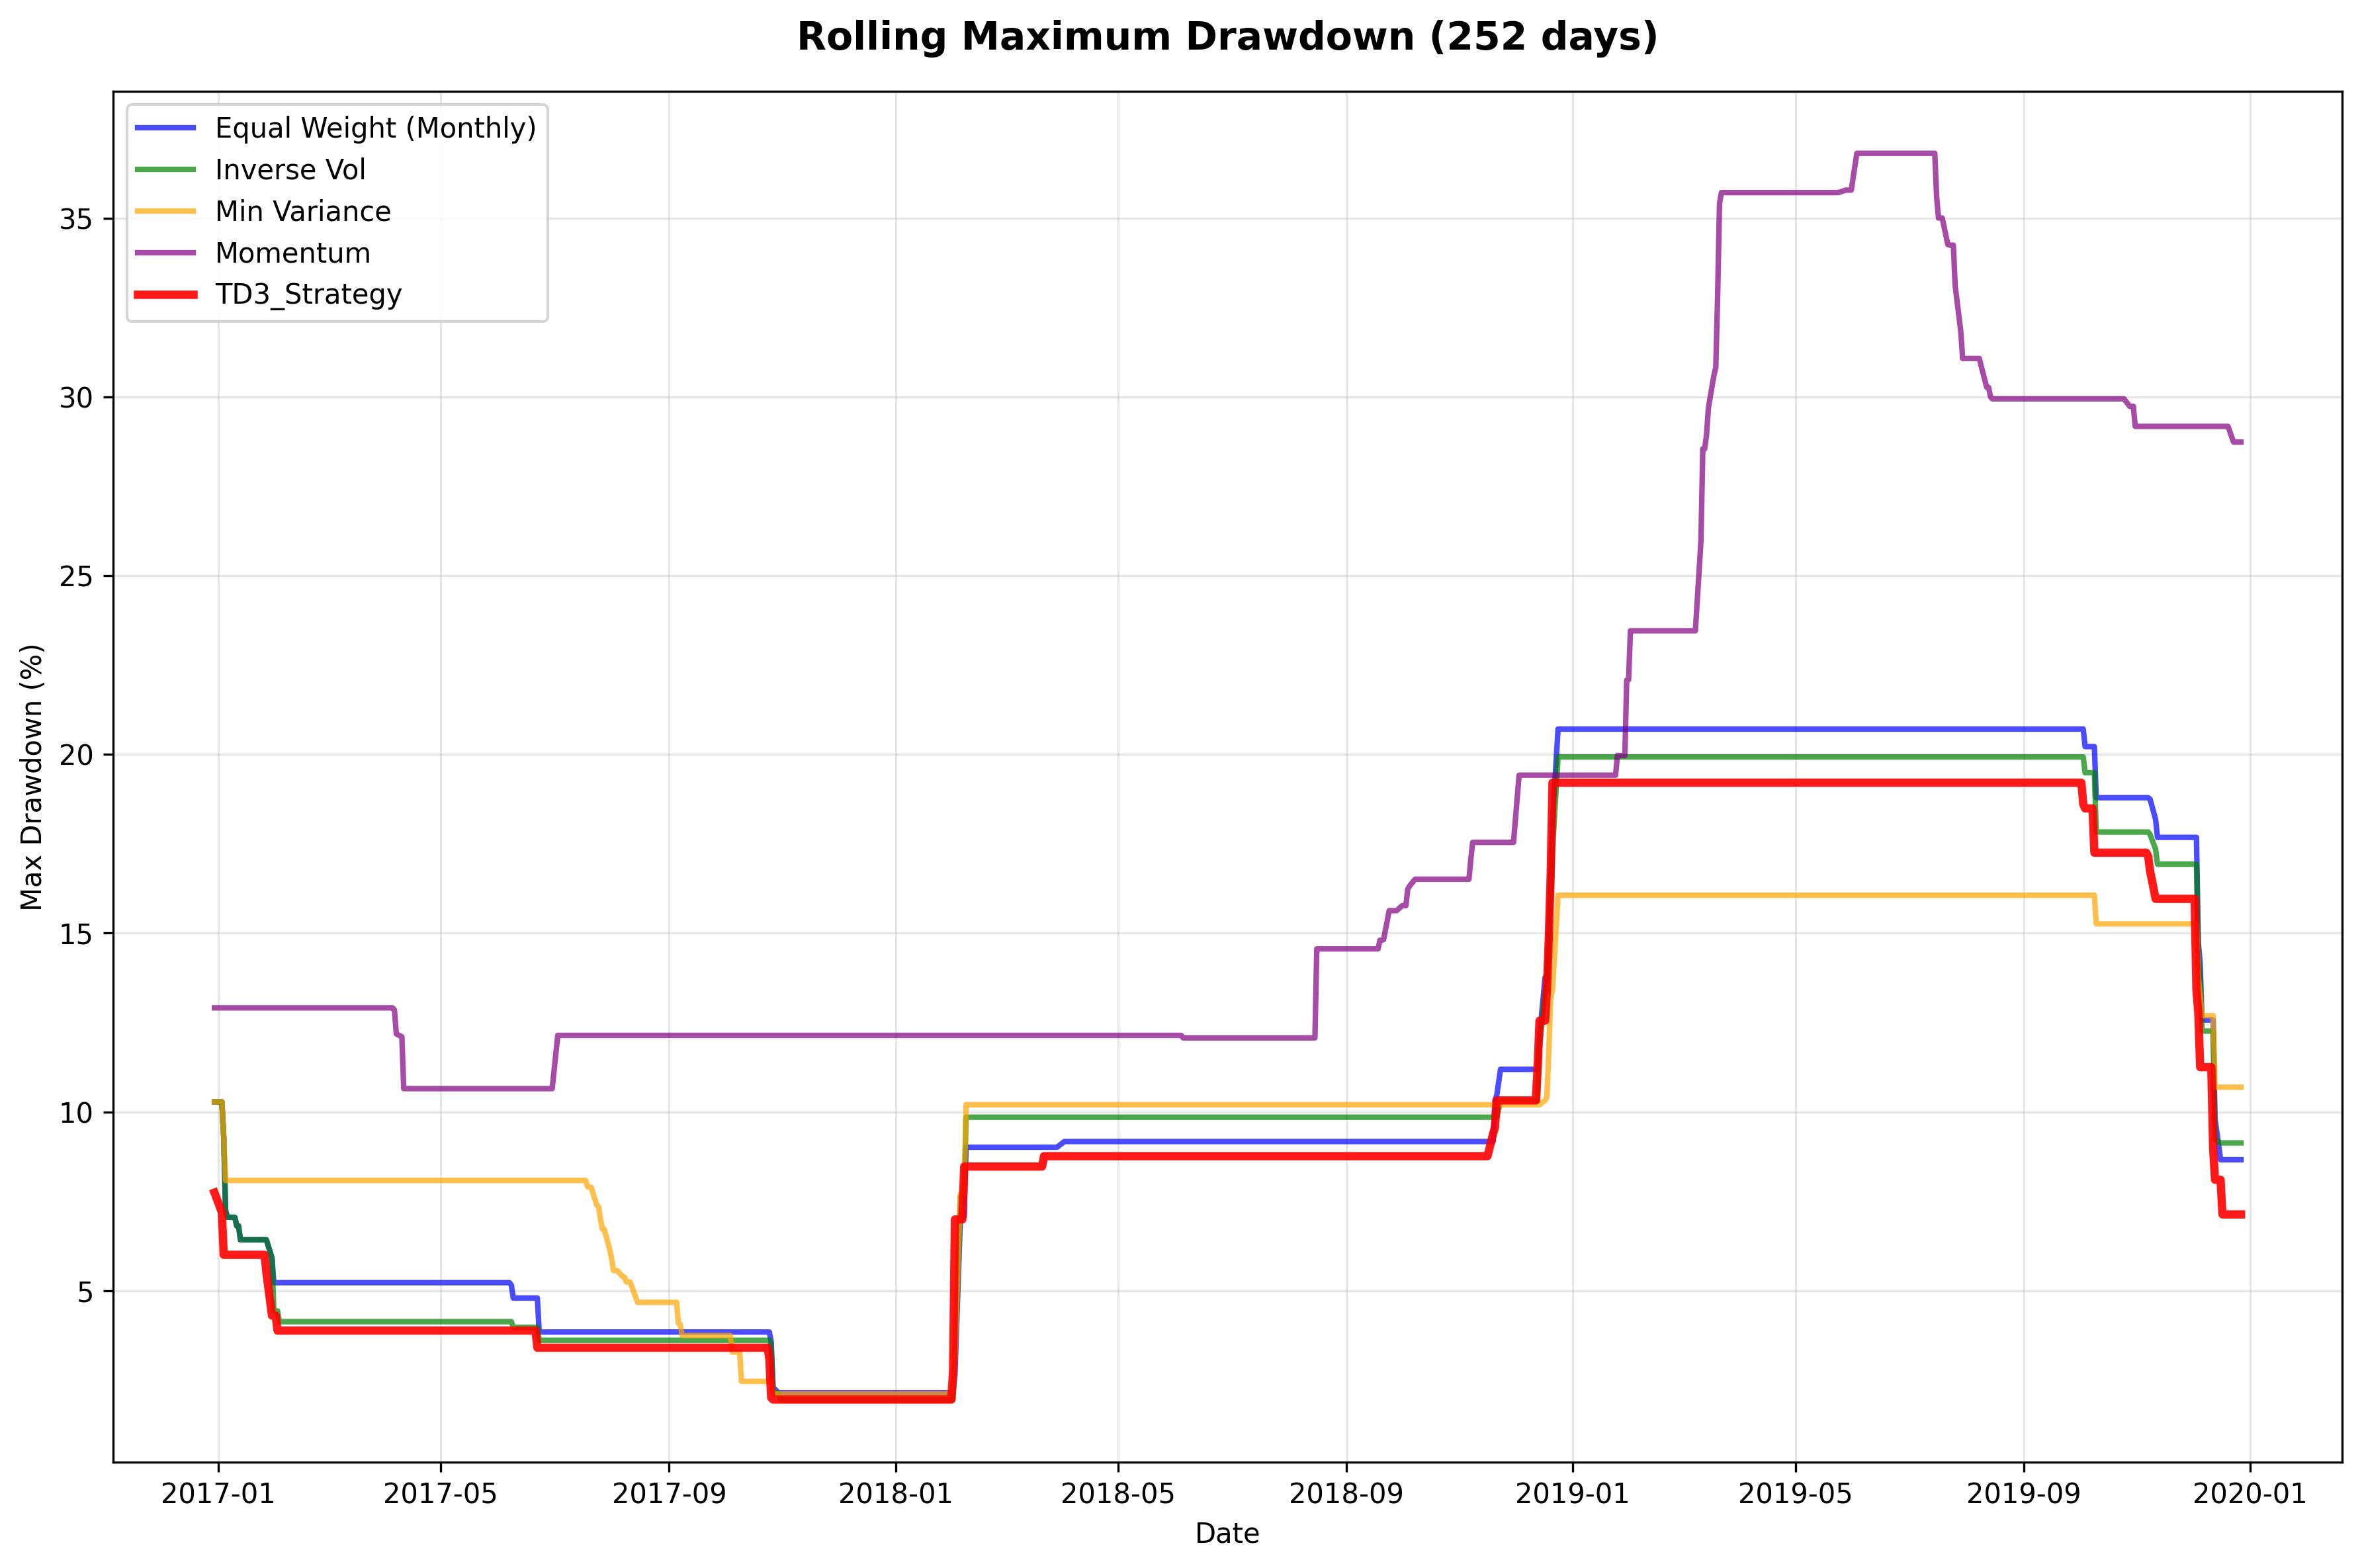 Rolling Maximum Drawdown (252 days)
Equal Weight (Monthly)
Inverse Vol
Min Variance
Momentum
TD3_Strategy
Max Drawdown (%)
35
30
25
20
15
10
5
2017-01 2017-05 2017-09 2018-01 2018-05 2018-09 2019-01 2019-05 2019-09 2020-01
Date